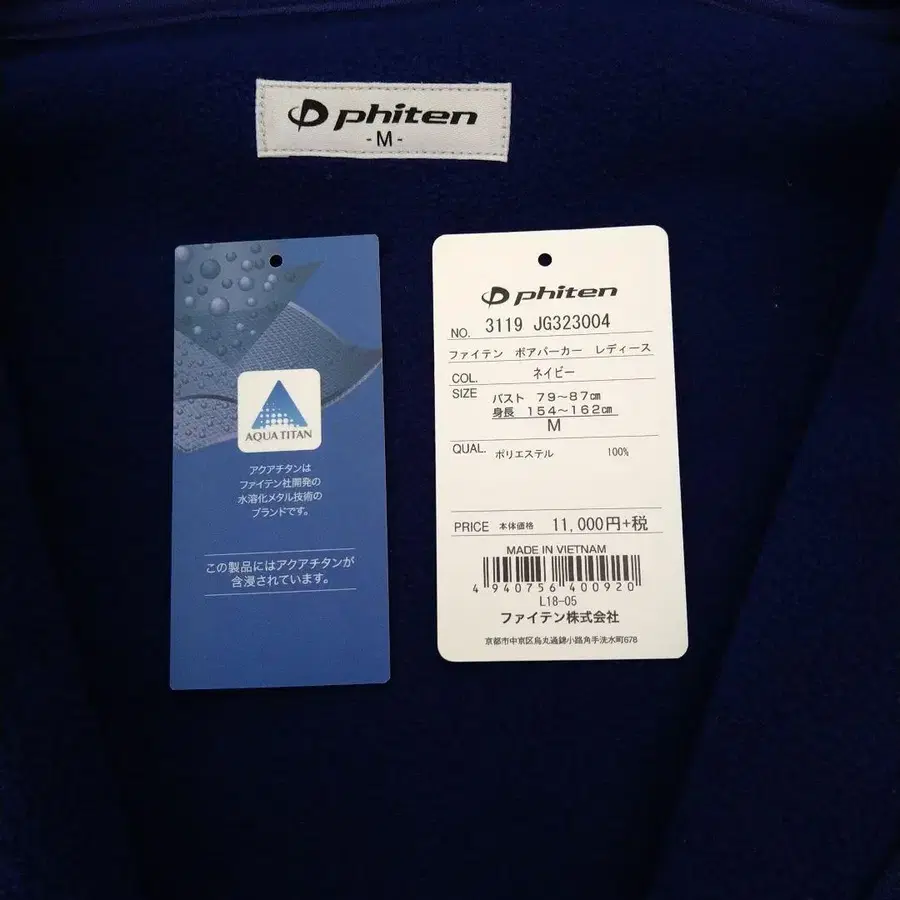 phiten
-M-
AQUA TITAN
アクアチタンは
ファイテン社開発の
水溶化メタル技術の
ブランドです。
この製品にはアクアチタンが
含浸されています。
phiten
NO. 3119 JG323004
ファイテン ボアパーカー レディース
COL. ネイビー
SIZE バスト 79～87㎝
身長 154～162㎝
M
QUAL. ポリエステル 100%
PRICE 本体価格 11,000円+税
MADE IN VIETNAM
4 940756 400920
L18-05
ファイテン株式会社
京都市中京区烏丸通錦小路角手洗水町678